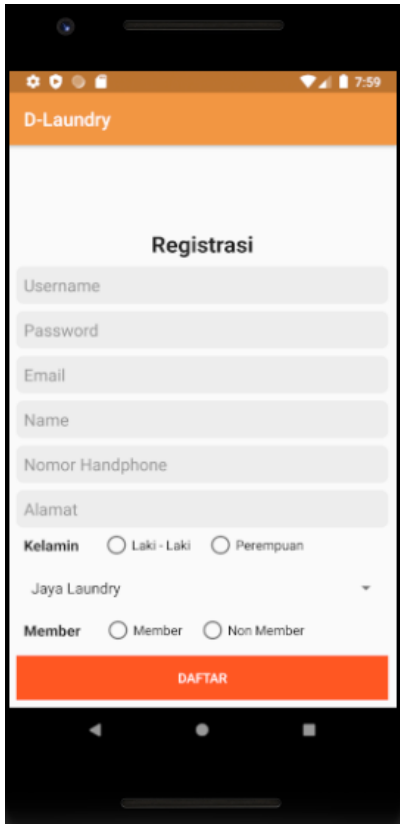 7:59
D-Laundry
Registrasi
Username
Password
Email
Name
Nomor Handphone
Alamat
Kelamin Laki - Laki Perempuan
Jaya Laundry
Member Member Non Member
DAFTAR